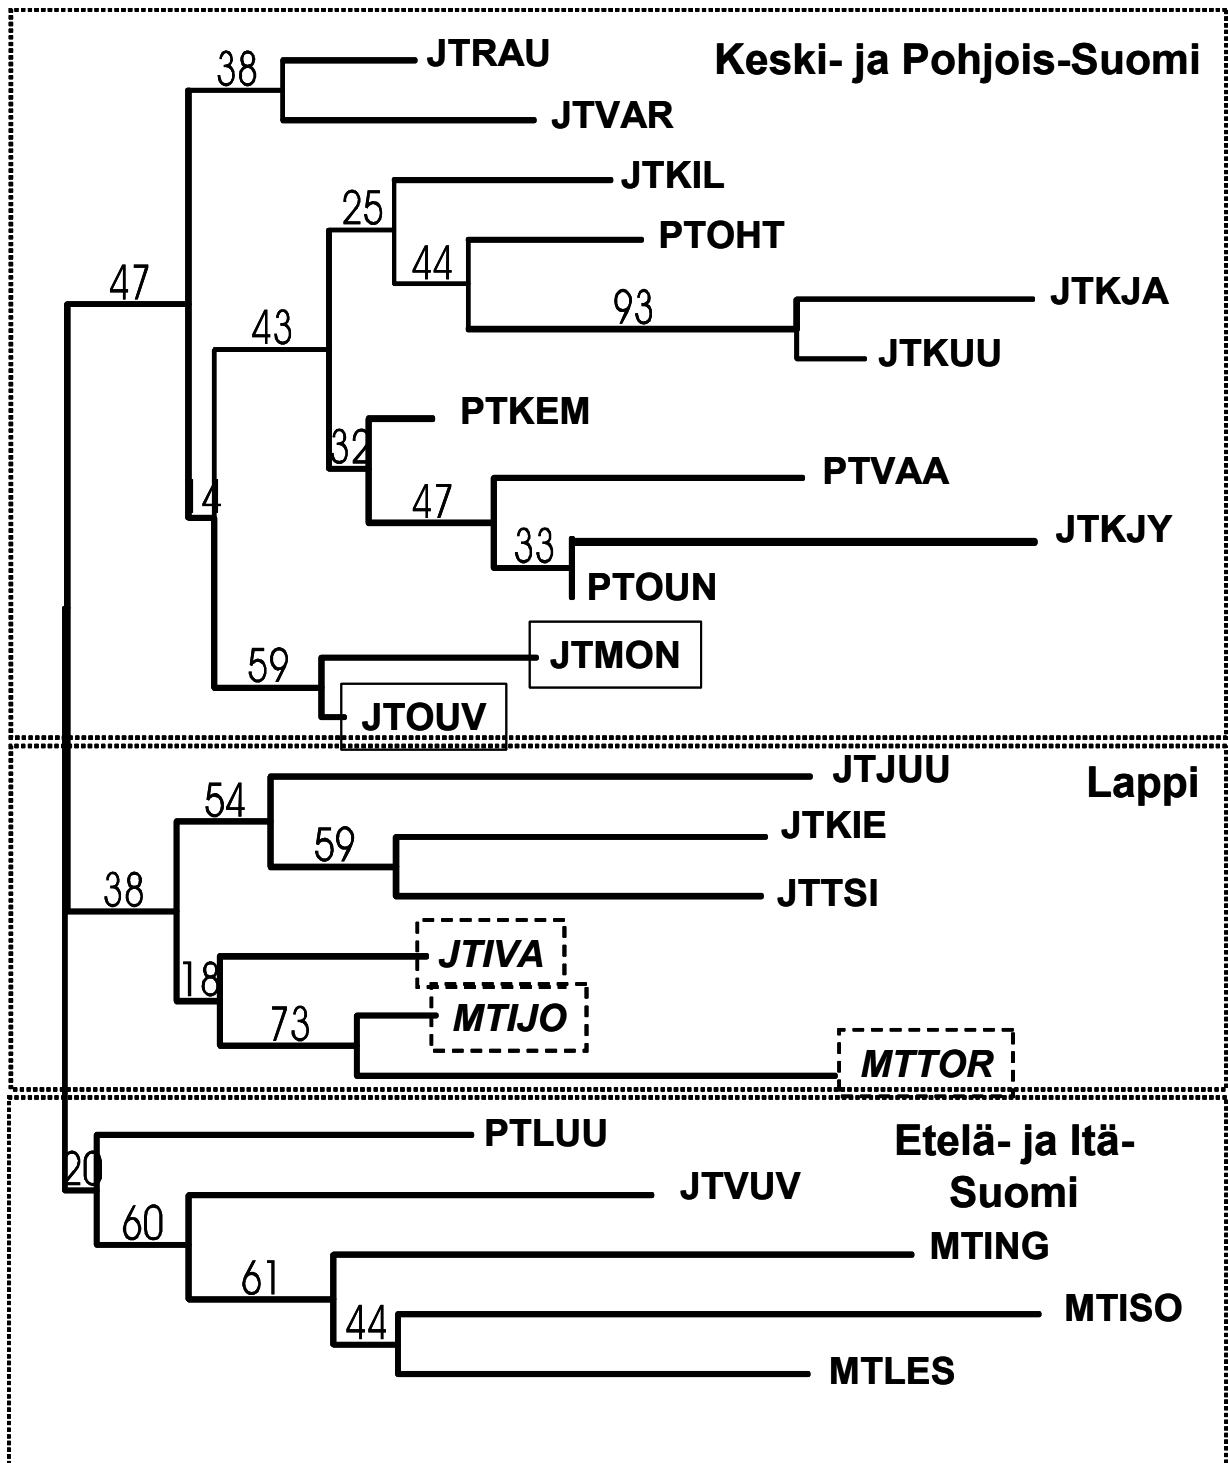 JTRAU
Keski- ja Pohjois-Suomi
38
JTVAR
JTKIL
25
PTOHT
44
47
JTKJA
93
43
JTKUU
PTKEM
32
PTVAA
47
14
JTKJY
33
PTOUN
JTMON
59
JTOUV
JTJUU
Lappi
54
JTKIE
59
38
JTTSI
JTIVA
18
MTIJO
73
MTTOR
PTLUU
Etelä- ja Itä-
Suomi
20
JTVUV
60
MTING
61
MTISO
44
MTLES